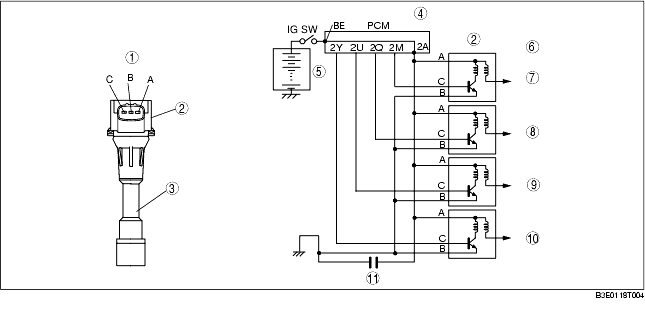 IG SW
BE
PCM
4
2Y 2U 2Q 2M 2A
5
1
C B A
2
3
2
6
A
C
B
7
A
C
B
8
A
C
B
9
A
C
B
10
11
B3E0118T004